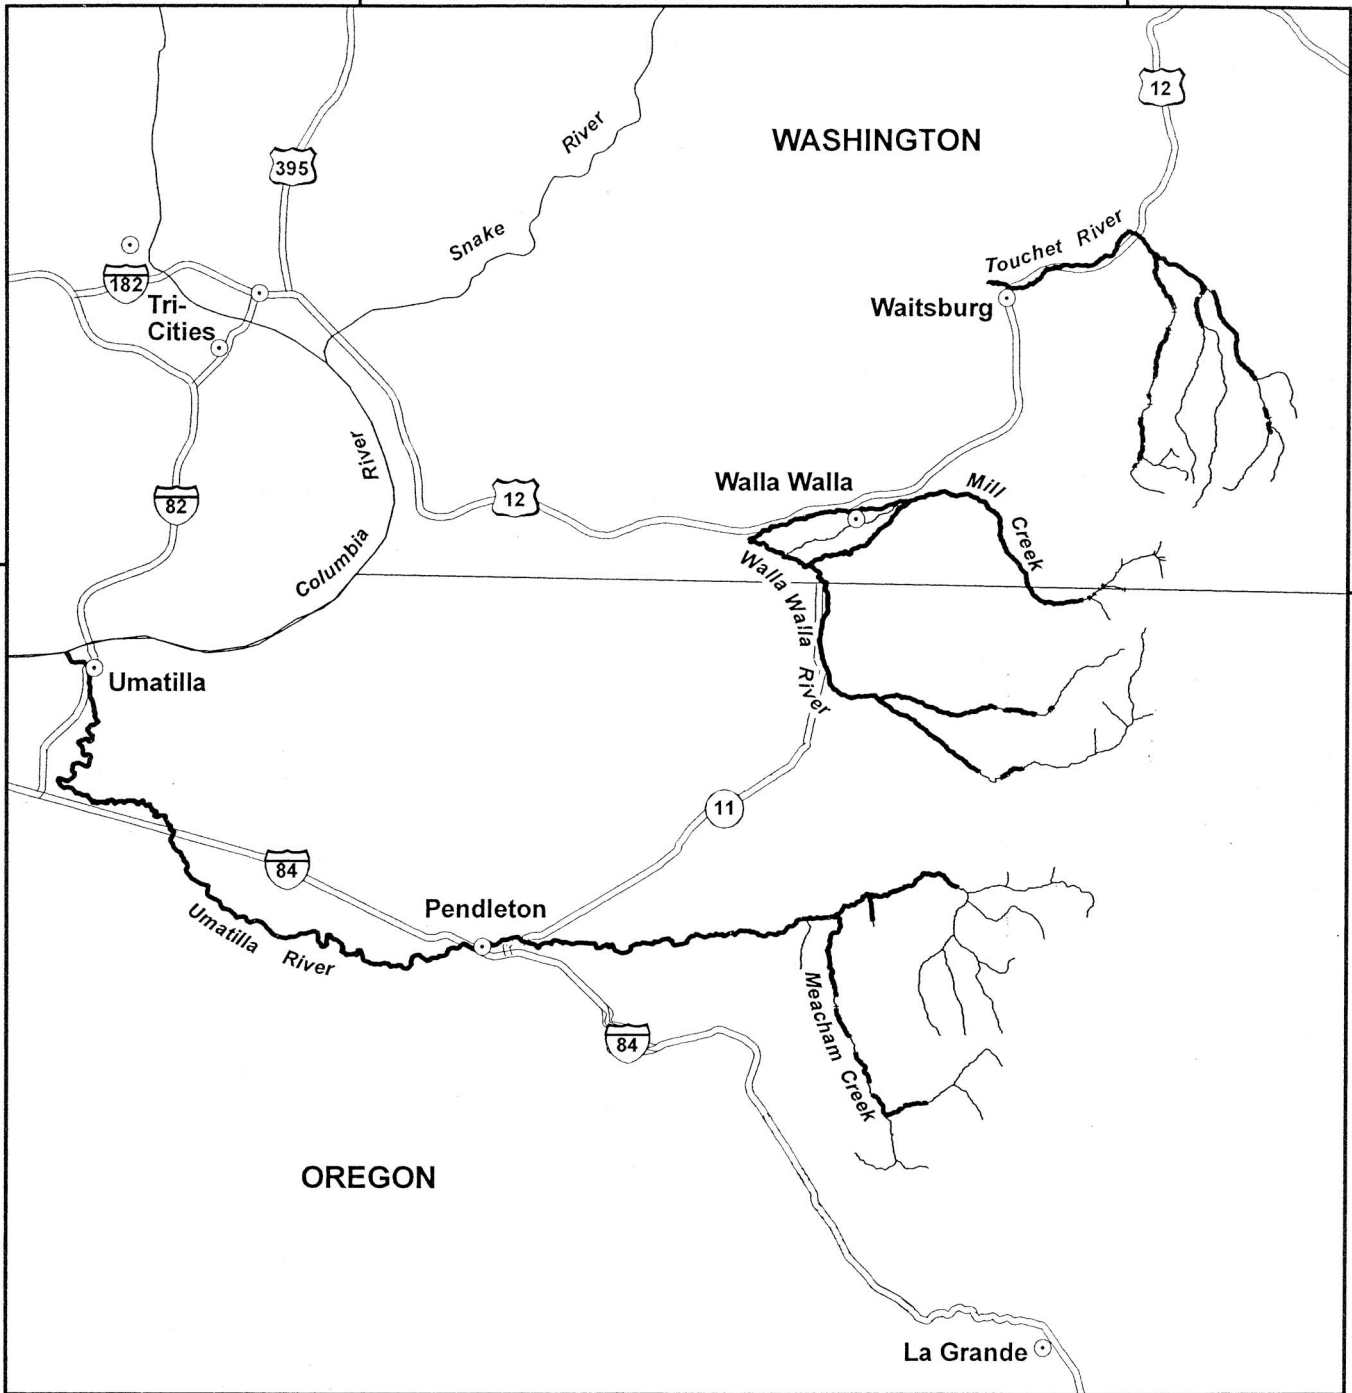 12
WASHINGTON
395
River
Snake
Touchet River
182
Tri-
Cities
Waitsburg
River
Columbia
82
12
Walla Walla
Mill
Creek
Walla Walla
River
Umatilla
11
84
Pendleton
Umatilla River
Meacham Creek
84
OREGON
La Grande